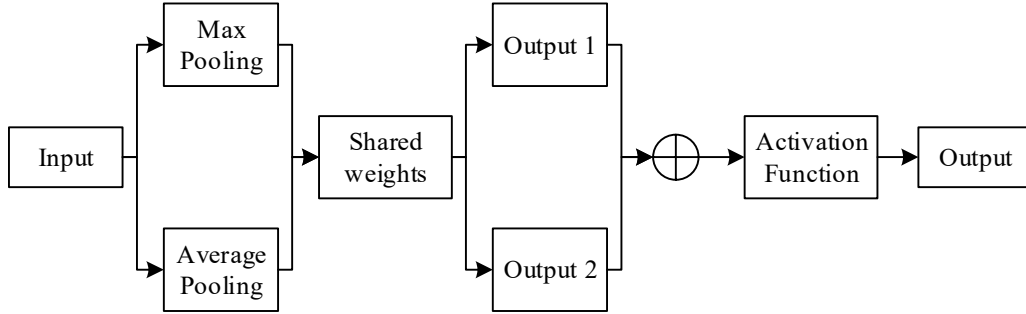 Input
Max
Pooling
Average
Pooling
Shared
weights
Output 1
Output 2
Activation
Function
Output